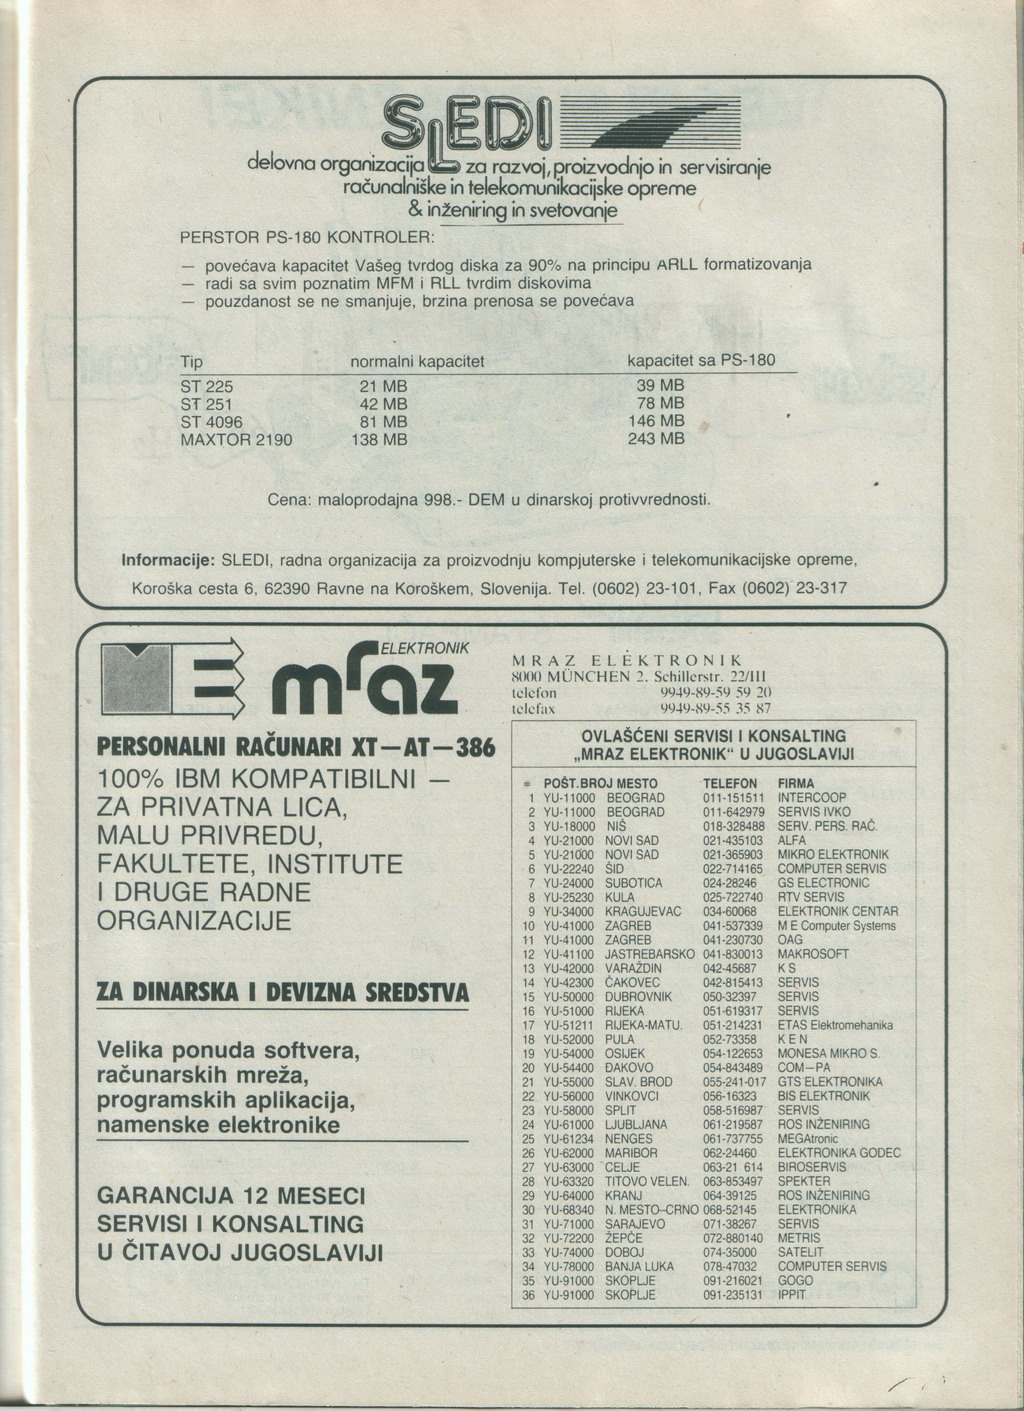 SLEDI
delovna organizacija za razvoj, proizvodnjo in servisiranje
računalniške in telekomunikacijske opreme
& inženiring in svetovanje
PERSTOR PS-180 KONTROLER:
— povećava kapacitet Vašeg tvrdog diska za 90% na principu ARLL formatizovanja
— radi sa svim poznatim MFM i RLL tvrdim diskovima
— pouzdanost se ne smanjuje, brzina prenosa se povećava
Tip normalni kapacitet kapacitet sa PS-180
ST 225 21 MB 39 MB
ST 251 42 MB 78 MB
ST 4096 81 MB 146 MB
MAXTOR 2190 138 MB 243 MB
Cena: maloprodajna 998.- DEM u dinarskoj protivvrednosti.
Informacije: SLEDI, radna organizacija za proizvodnju kompjuterske i telekomunikacijske opreme,
Koroška cesta 6, 62390 Ravne na Koroškem, Slovenija. Tel. (0602) 23-101, Fax (0602) 23-317
ELEKTRONIK
mraz
PERSONALNI RAČUNARI XT—AT—386
100% IBM KOMPATIBILNI —
ZA PRIVATNA LICA,
MALU PRIVREDU,
FAKULTETE, INSTITUTE
I DRUGE RADNE
ORGANIZACIJE
ZA DINARSKA I DEVIZNA SREDSTVA
Velika ponuda softvera,
računarskih mreža,
programskih aplikacija,
namenske elektronike
GARANCIJA 12 MESECI
SERVISI I KONSALTING
U ČITAVOJ JUGOSLAVIJI
MRAZ ELEKTRONIK
8000 MÜNCHEN 2. Schillerstr. 22/III
telefon 9949-89-59 59 20
telefax 9949-89-55 35 87
OVLAŠĆENI SERVISI I KONSALTING
„MRAZ ELEKTRONIK“ U JUGOSLAVIJI
POŠT.BROJ MESTO TELEFON FIRMA
1 YU-11000 BEOGRAD 011-151511 INTERCOOP
2 YU-11000 BEOGRAD 011-642979 SERVIS IVKO
3 YU-18000 NIŠ 018-328488 SERV. PERS. RAČ.
4 YU-21000 NOVI SAD 021-435103 ALFA
5 YU-21000 NOVI SAD 021-365903 MIKRO ELEKTRONIK
6 YU-22240 ŠID 022-714165 COMPUTER SERVIS
7 YU-24000 SUBOTICA 024-28246 GS ELECTRONIC
8 YU-25230 KULA 025-722740 RTV SERVIS
9 YU-34000 KRAGUJEVAC 034-60068 ELEKTRONIK CENTAR
10 YU-41000 ZAGREB 041-537339 M E Computer Systems
11 YU-41000 ZAGREB 041-230730 OAG
12 YU-41100 JASTREBARSKO 041-830013 MAKROSOFT
13 YU-42000 VARAŽDIN 042-45687 K S
14 YU-42300 ČAKOVEC 042-815413 SERVIS
15 YU-50000 DUBROVNIK 050-32397 SERVIS
16 YU-51000 RIJEKA 051-619317 SERVIS
17 YU-51211 RIJEKA-MATU. 051-214231 ETAS Elektromehanika
18 YU-52000 PULA 052-73358 K E N
19 YU-54000 OSIJEK 054-122653 MONESA MIKRO S.
20 YU-54400 ĐAKOVO 054-843489 COM—PA
21 YU-55000 SLAV. BROD 055-241-017 GTS ELEKTRONIKA
22 YU-56000 VINKOVCI 056-16323 BIS ELEKTRONIK
23 YU-58000 SPLIT 058-516987 SERVIS
24 YU-61000 LJUBLJANA 061-219587 ROS INŽENIRING
25 YU-61234 NENGES 061-737755 MEGAtronic
26 YU-62000 MARIBOR 062-24460 ELEKTRONIKA GODEC
27 YU-63000 CELJE 063-21 614 BIROSERVIS
28 YU-63320 TITOVO VELEN. 063-853497 SPEKTER
29 YU-64000 KRANJ 064-39125 ROS INŽENIRING
30 YU-68340 N. MESTO-CRNO 068-52145 ELEKTRONIKA
31 YU-71000 SARAJEVO 071-38267 SERVIS
32 YU-72200 ŽEPČE 072-880140 METRIS
33 YU-74000 DOBOJ 074-35000 SATELIT
34 YU-78000 BANJA LUKA 078-47032 COMPUTER SERVIS
35 YU-91000 SKOPLJE 091-216021 GOGO
36 YU-91000 SKOPLJE 091-235131 IPPIT